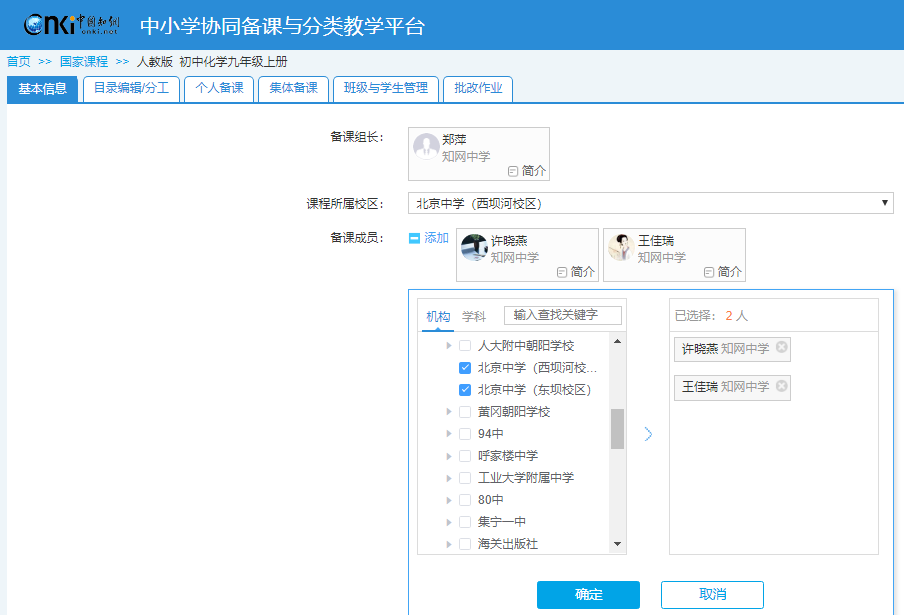 cnki 中国知网 cnki.net 中小学协同备课与分类教学平台
首页 >> 国家课程 >> 人教版 初中化学九年级上册
基本信息 目录编辑/分工 个人备课 集体备课 班级与学生管理 批改作业
备课组长: 郑萍
知网中学
简介
课程所属校区: 北京中学（西坝河校区）
备课成员: 添加 许晓燕 王佳瑞
知网中学 知网中学
简介 简介
机构 学科 输入查找关键字 已选择: 2 人
人大附中朝阳学校
北京中学（西坝河校...
北京中学（东坝校区）
黄冈朝阳学校
94中
呼家楼中学
工业大学附属中学
80中
集宁一中
海关出版社
许晓燕 知网中学
王佳瑞 知网中学
确定 取消